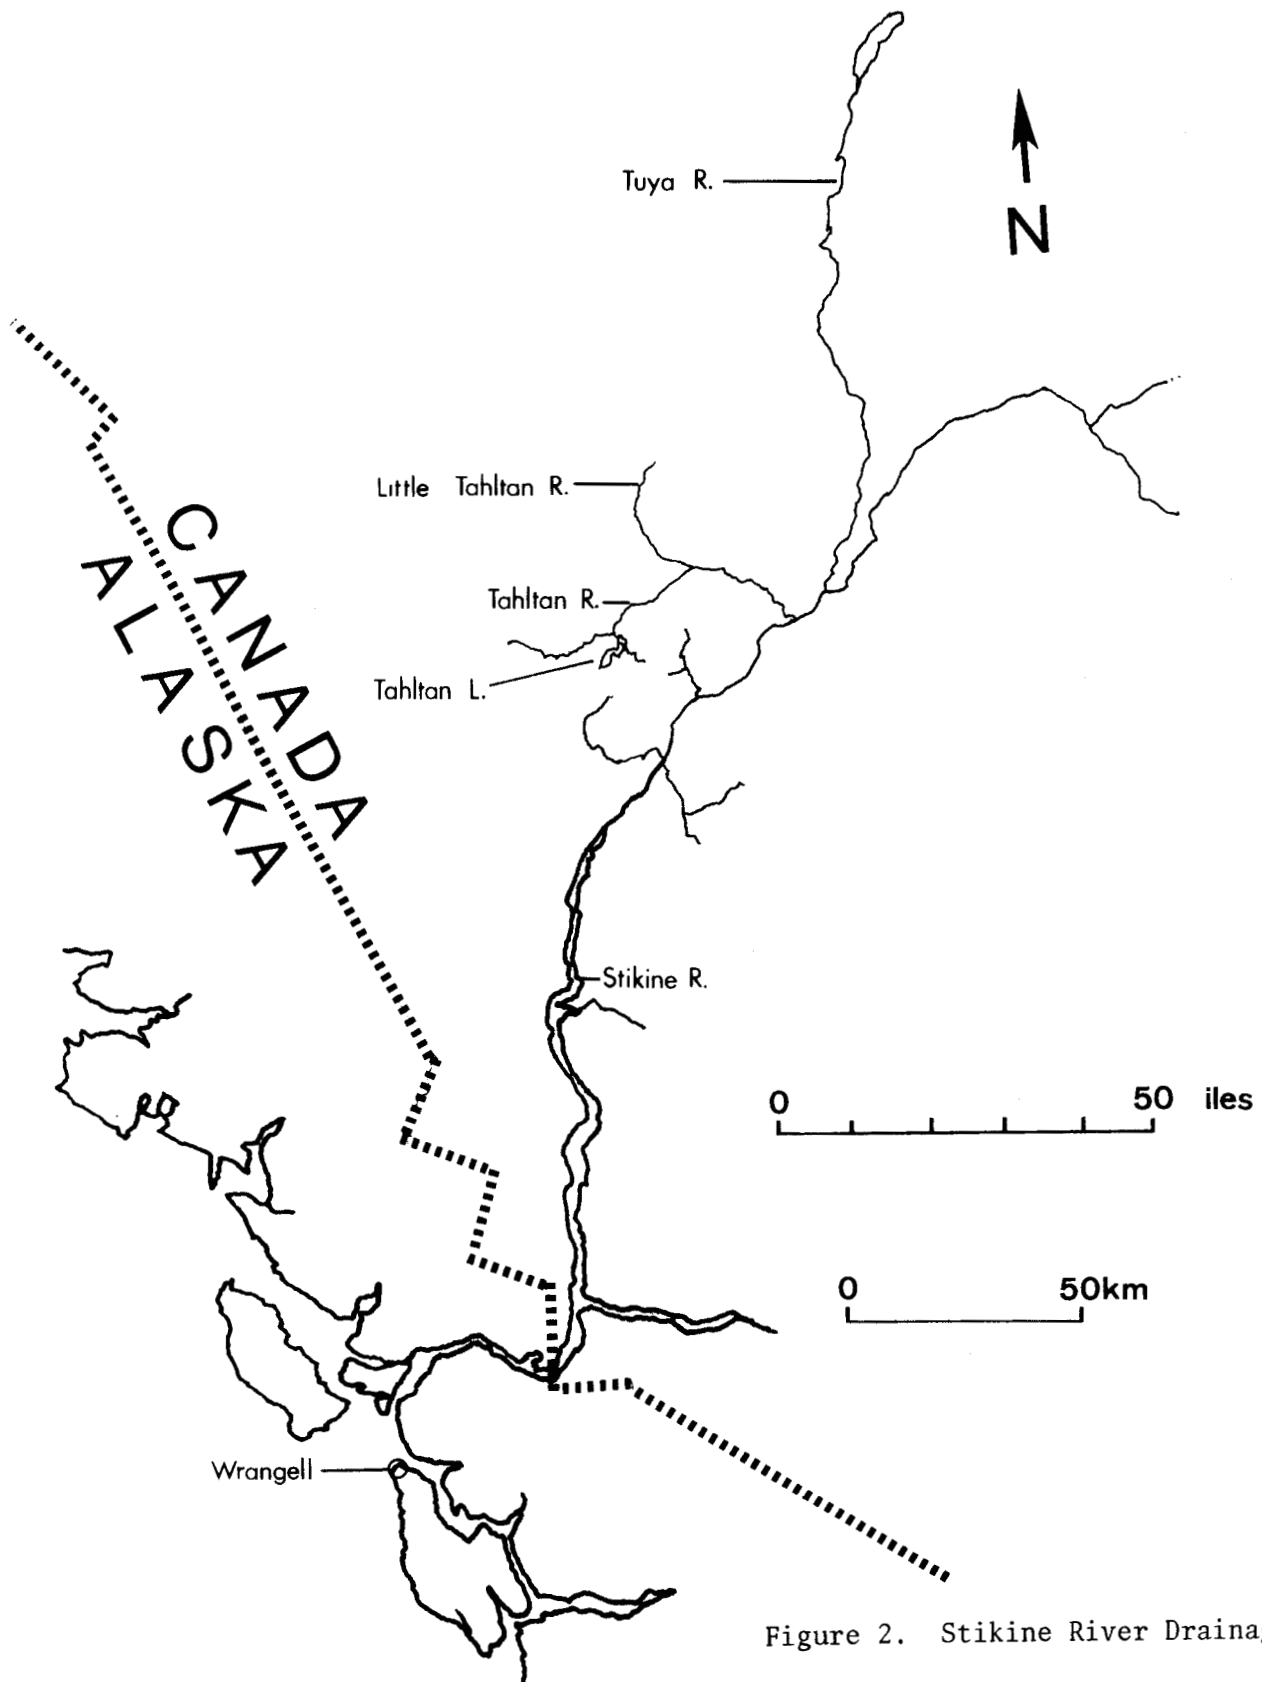 Tuya R.
N
Little Tahltan R.
CANADA
ALASKA
Tahltan R.
Tahltan L.
Stikine R.
0 50 iles
0 50km
Wrangell
Figure 2. Stikine River Draina